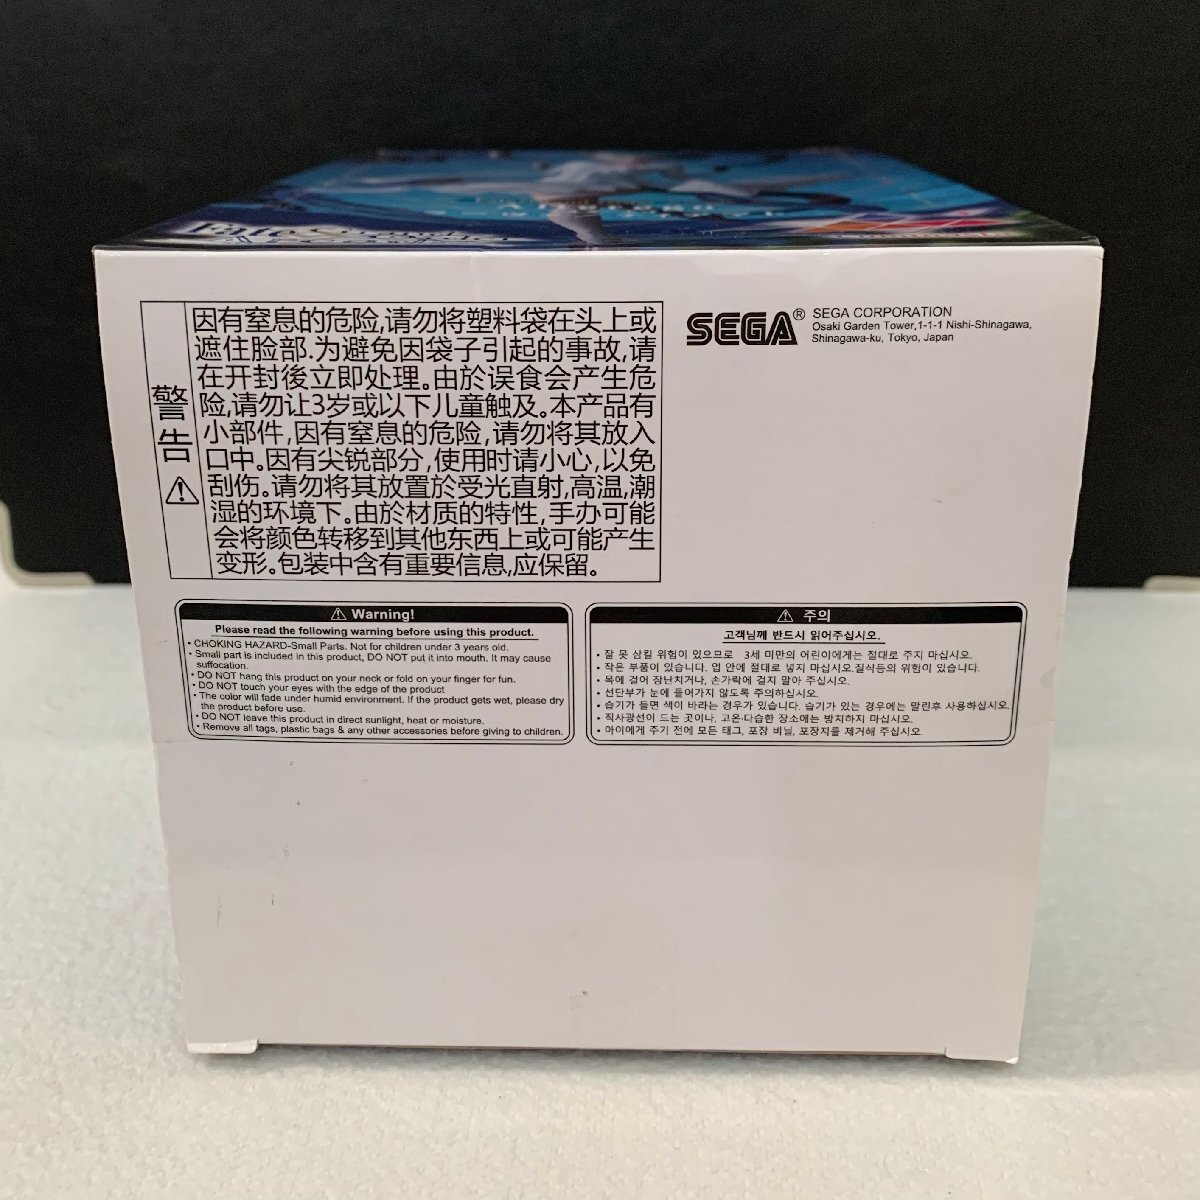 Fate
警告
因有窒息的危险,请勿将塑料袋在头上或
遮住脸部.为避免因袋子引起的事故,请
在开封後立即处理。由於误食会产生危
险,请勿让3岁或以下儿童触及。本产品有
小部件,因有窒息的危险,请勿将其放入
口中。因有尖锐部分,使用时请小心,以免
刮伤。请勿将其放置於受光直射,高温,潮
湿的环境下。由於材质的特性,手办可能
会将颜色转移到其他东西上或可能产生
变形。包装中含有重要信息,应保留。
SEGA®
SEGA CORPORATION
Osaki Garden Tower,1-1-1 Nishi-Shinagawa,
Shinagawa-ku, Tokyo, Japan
Warning!
Please read the following warning before using this product.
• CHOKING HAZARD-Small Parts. Not for children under 3 years old.
• Small part is included in this product, DO NOT put it into mouth. It may cause
suffocation.
• DO NOT hang this product on your neck or fold on your finger for fun.
• DO NOT touch your eyes with the edge of the product
• The color will fade under humid environment. If the product gets wet, please dry
the product before use.
• DO NOT leave this product in direct sunlight, heat or moisture.
• Remove all tags, plastic bags & any other accessories before giving to children.
주의
고객님께 반드시 읽어주십시오.
• 잘 못 삼킬 위험이 있으므로 3세 미만의 어린이에게는 절대로 주지 마십시오.
• 작은 부품이 있습니다. 입 안에 절대로 넣지 마십시오.질식등의 위험이 있습니다.
• 목에 걸어 장난치거나, 손가락에 걸지 말아 주십시오.
• 선단부가 눈에 들어가지 않도록 주의하십시오.
• 습기가 들면 색이 바라는 경우가 있습니다. 습기가 있는 경우에는 말린후 사용하십시오.
• 직사광선이 드는 곳이나, 고온·다습한 장소에는 방치하지 마십시오.
• 아이에게 주기 전에 모든 태그, 포장 비닐, 포장지를 제거해 주십시오.